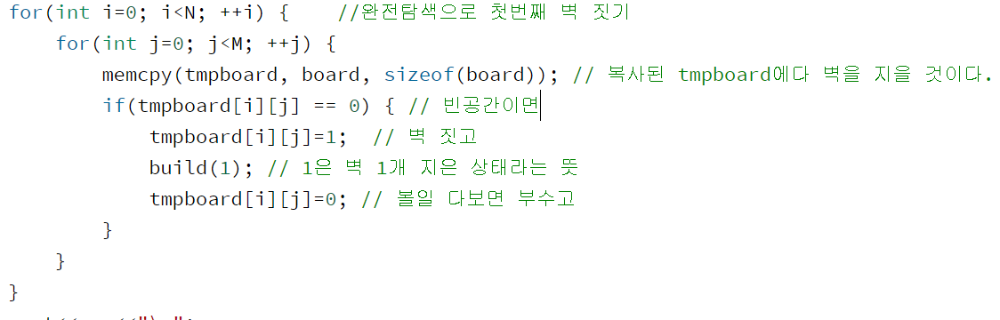 for(int i=0; i<N; ++i) {    //완전탐색으로 첫번째 벽 짓기
    for(int j=0; j<M; ++j) {
        memcpy(tmpboard, board, sizeof(board)); // 복사된 tmpboard에다 벽을 지을 것이다.
        if(tmpboard[i][j] == 0) { // 빈공간이면
            tmpboard[i][j]=1;  // 벽 짓고
            build(1); // 1은 벽 1개 지은 상태라는 뜻
            tmpboard[i][j]=0; // 볼일 다보면 부수고
        }
    }
}